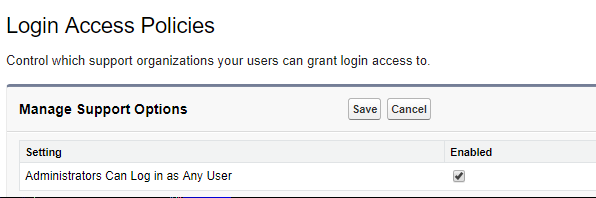 Login Access Policies
Control which support organizations your users can grant login access to.
Manage Support Options Save Cancel
Setting Enabled
Administrators Can Log in as Any User